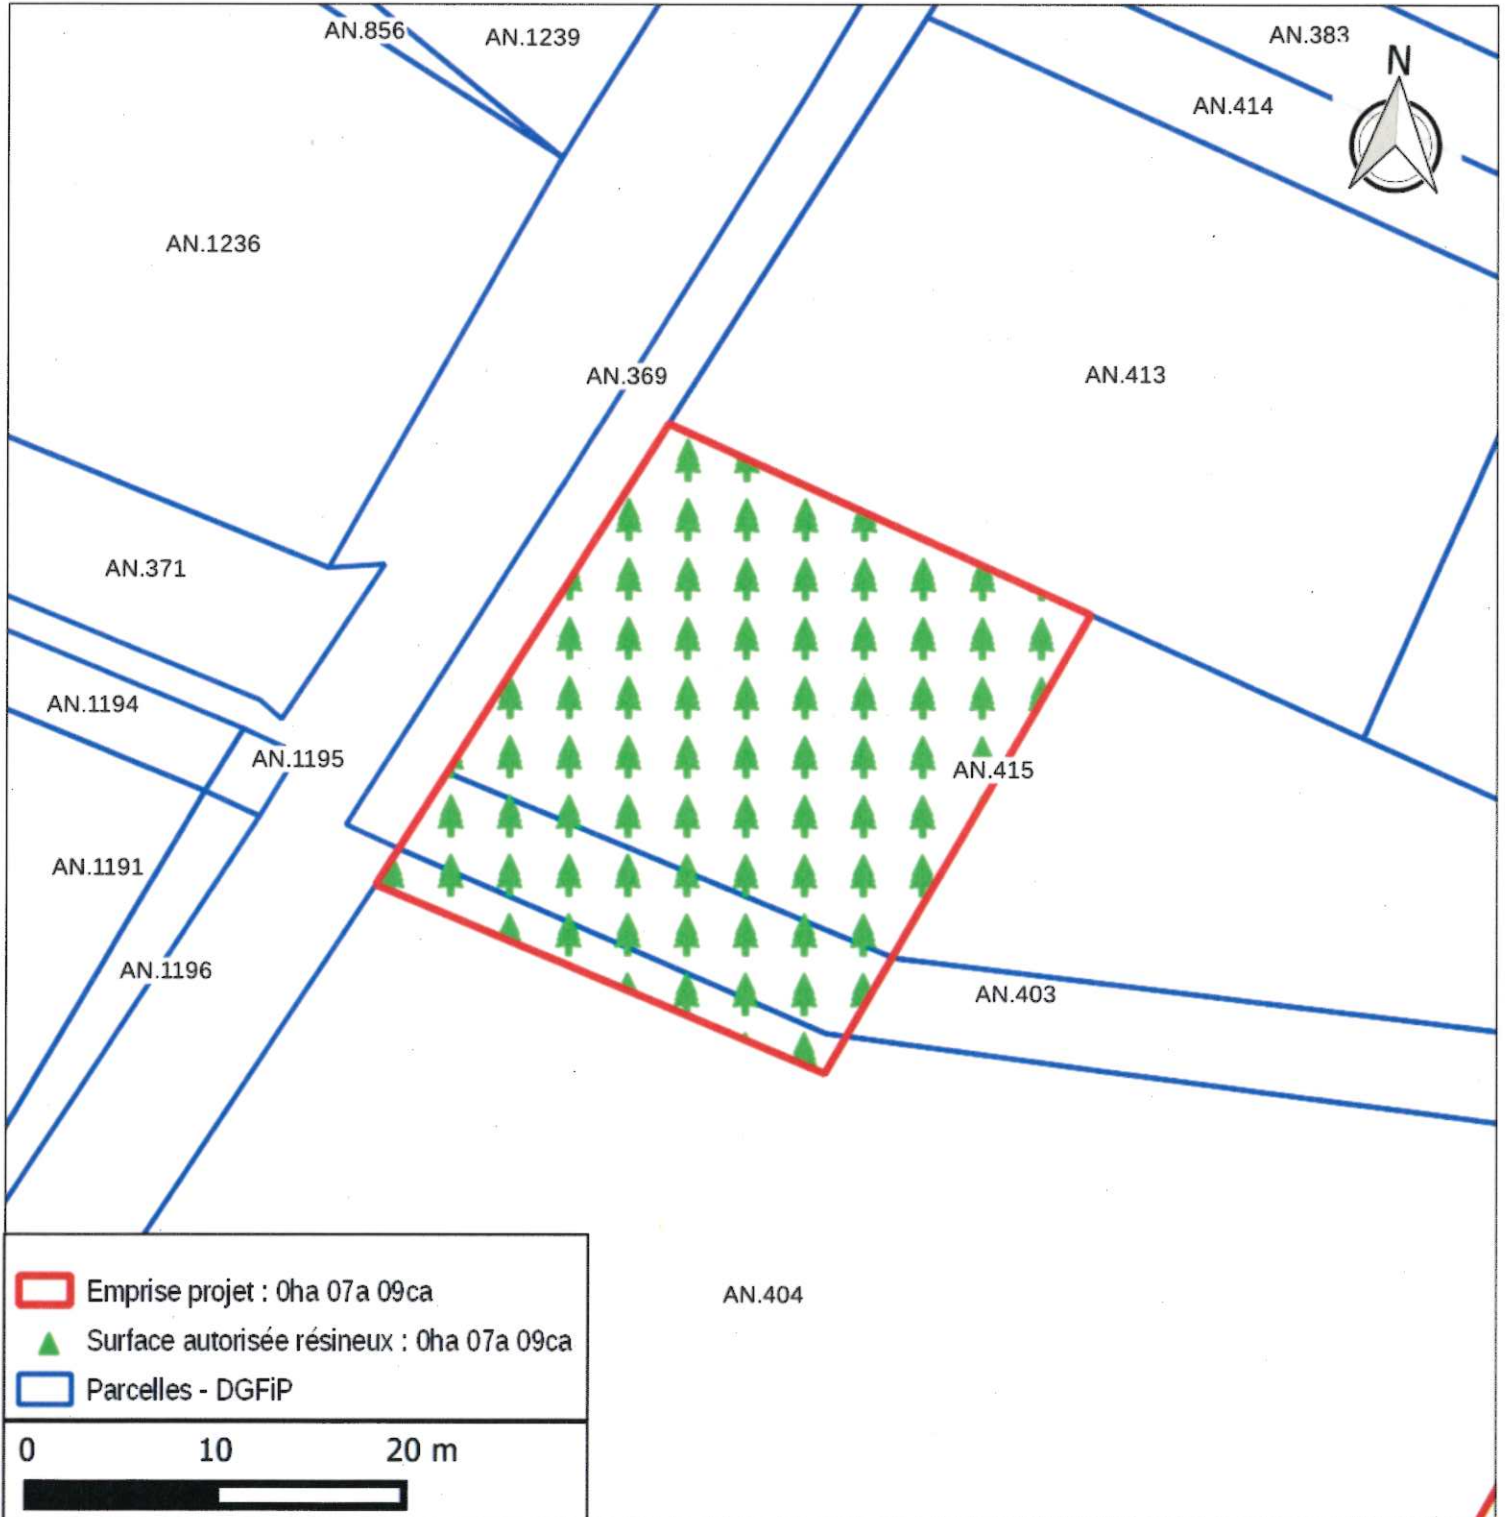 AN.856
AN.1239
AN.383
N
AN.414
AN.1236
AN.369
AN.413
AN.371
AN.1194
AN.1195
AN.415
AN.1191
AN.1196
AN.403
AN.404
Emprise projet : 0ha 07a 09ca
Surface autorisée résineux : 0ha 07a 09ca
Parcelles - DGFiP
0 10 20 m